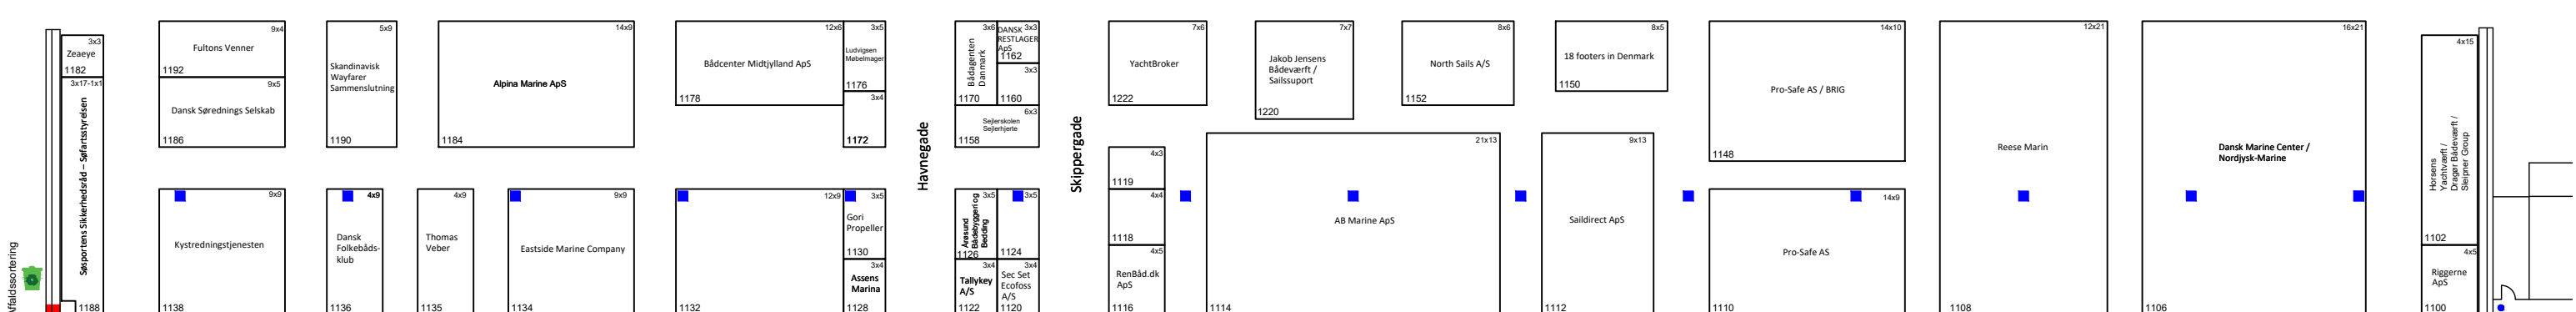 3x3
Zeaeye
1182
3x17-1x1
Søsportens Sikkerhedsråd – Søfartsstyrelsen
1188
Affaldssortering
9x4
Fultons Venner
1192
9x5
Dansk Sørednings Selskab
1186
9x9
Kystredningstjenesten
1138
5x9
Skandinavisk
Wayfarer
Sammenslutning
1190
4x9
Dansk
Folkebåds-
klub
1136
14x9
Alpina Marine ApS
1184
4x9
Thomas
Veber
1135
9x9
Eastside Marine Company
1134
12x6
Bådcenter Midtjylland ApS
1178
3x5
Ludvigsen
Møbelmager
1176
3x4
1172
12x9
1132
3x5
Gori
Propeller
1130
3x4
Assens
Marina
1128
Havnegade
3x6
Bådagenten
Danmark
1170
DANSK 3x3
RESTLAGER
ApS
1162
3x3
1160
6x3
Sejlerskolen
Sejlerhjerte
1158
3x5
Årøsund
Bådebyggeri og
Bedding
1126
3x5
1124
3x4
Tallykey
A/S
1122
3x4
Sec Set
Ecofoss
A/S
1120
Skippergade
7x6
YachtBroker
1222
4x3
1119
4x4
1118
4x5
RenBåd.dk
ApS
1116
7x7
Jakob Jensens
Bådeværft /
Sailssuport
1220
8x6
North Sails A/S
1152
21x13
AB Marine ApS
1114
8x5
18 footers in Denmark
1150
9x13
Saildirect ApS
1112
14x10
Pro-Safe AS / BRIG
1148
14x9
Pro-Safe AS
1110
12x21
Reese Marin
1108
16x21
Dansk Marine Center /
Nordjysk-Marine
1106
4x15
Horsens
Yachtværft /
Dragør Bådeværft /
Sleipner Group
1102
4x5
Riggerne
ApS
1100